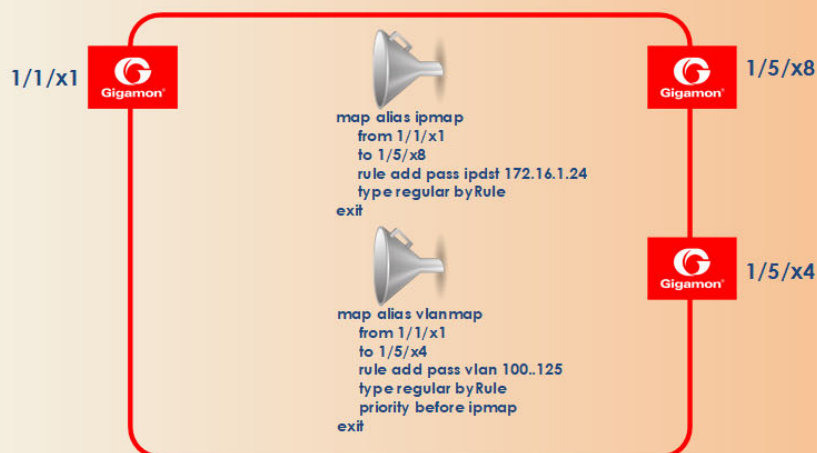 1/1/x1
Gigamon®
map alias ipmap
from 1/1/x1
to 1/5/x8
rule add pass ipdst 172.16.1.24
type regular byRule
exit
Gigamon®
1/5/x8
map alias vlanmap
from 1/1/x1
to 1/5/x4
rule add pass vlan 100..125
type regular byRule
priority before ipmap
exit
Gigamon®
1/5/x4